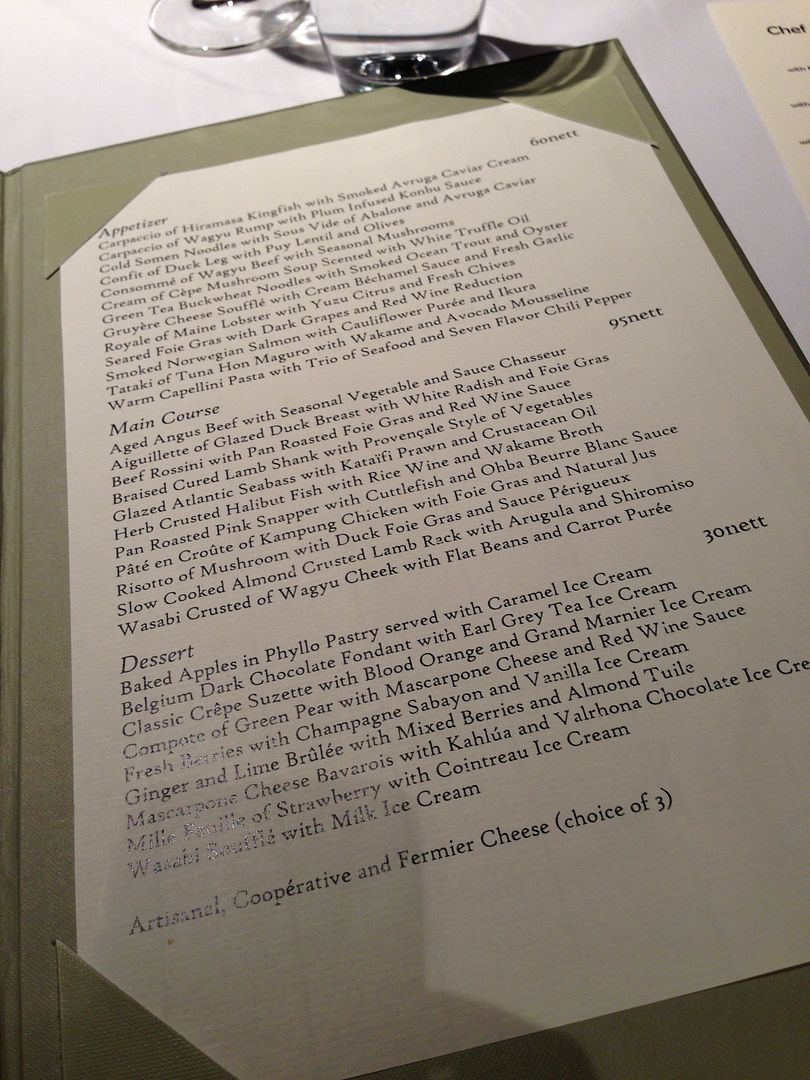 Chef
with
with
60nett
Appetizer
Carpaccio of Hiramasa Kingfish with Smoked Avruga Caviar Cream
Carpaccio of Wagyu Rump with Plum Infused Konbu Sauce
Cold Somen Noodles with Sous Vide of Abalone and Avruga Caviar
Confit of Duck Leg with Puy Lentil and Olives
Consommé of Wagyu Beef with Seasonal Mushrooms
Cream of Cèpe Mushroom Soup Scented with White Truffle Oil
Green Tea Buckwheat Noodles with Smoked Ocean Trout and Oyster
Gruyère Cheese Soufflé with Cream Béchamel Sauce and Fresh Garlic
Royale of Maine Lobster with Yuzu Citrus and Fresh Chives
Seared Foie Gras with Dark Grapes and Red Wine Reduction
Smoked Norwegian Salmon with Cauliflower Purée and Ikura
Tataki of Tuna Hon Maguro with Wakame and Avocado Mousseline
Warm Capellini Pasta with Trio of Seafood and Seven Flavor Chili Pepper
95nett
Main Course
Aged Angus Beef with Seasonal Vegetable and Sauce Chasseur
Aiguillette of Glazed Duck Breast with White Radish and Foie Gras
Beef Rossini with Pan Roasted Foie Gras and Red Wine Sauce
Braised Cured Lamb Shank with Provençale Style of Vegetables
Glazed Atlantic Seabass with Kataïfi Prawn and Crustacean Oil
Herb Crusted Halibut Fish with Rice Wine and Wakame Broth
Pan Roasted Pink Snapper with Cuttlefish and Ohba Beurre Blanc Sauce
Pâté en Croûte of Kampung Chicken with Foie Gras and Natural Jus
Risotto of Mushroom with Duck Foie Gras and Sauce Périgueux
Slow Cooked Almond Crusted Lamb Rack with Arugula and Shiromiso
Wasabi Crusted of Wagyu Cheek with Flat Beans and Carrot Purée
30nett
Dessert
Baked Apples in Phyllo Pastry served with Caramel Ice Cream
Belgium Dark Chocolate Fondant with Earl Grey Tea Ice Cream
Classic Crêpe Suzette with Blood Orange and Grand Marnier Ice Cream
Compote of Green Pear with Mascarpone Cheese and Red Wine Sauce
Fresh Berries with Champagne Sabayon and Vanilla Ice Cream
Ginger and Lime Brûlée with Mixed Berries and Almond Tuile
Mascarpone Cheese Bavarois with Kahlúa and Valrhona Chocolate Ice Cre
Mille Feuille of Strawberry with Cointreau Ice Cream
Wasabi Soufflé with Milk Ice Cream
Artisanal, Coopérative and Fermier Cheese (choice of 3)